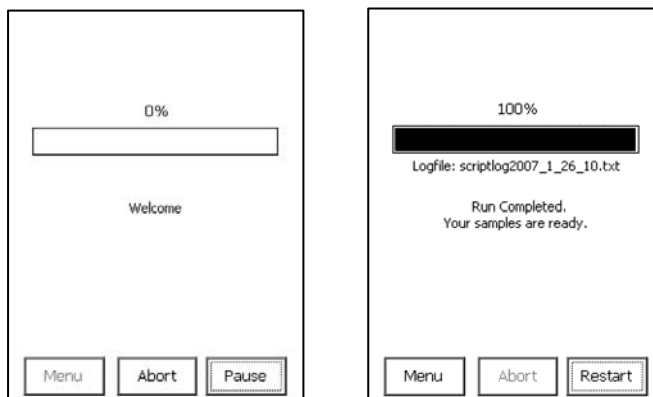 0%
Welcome
Menu Abort Pause
100%
Logfile: scriptlog2007_1_26_10.txt
Run Completed.
Your samples are ready.
Menu Abort Restart